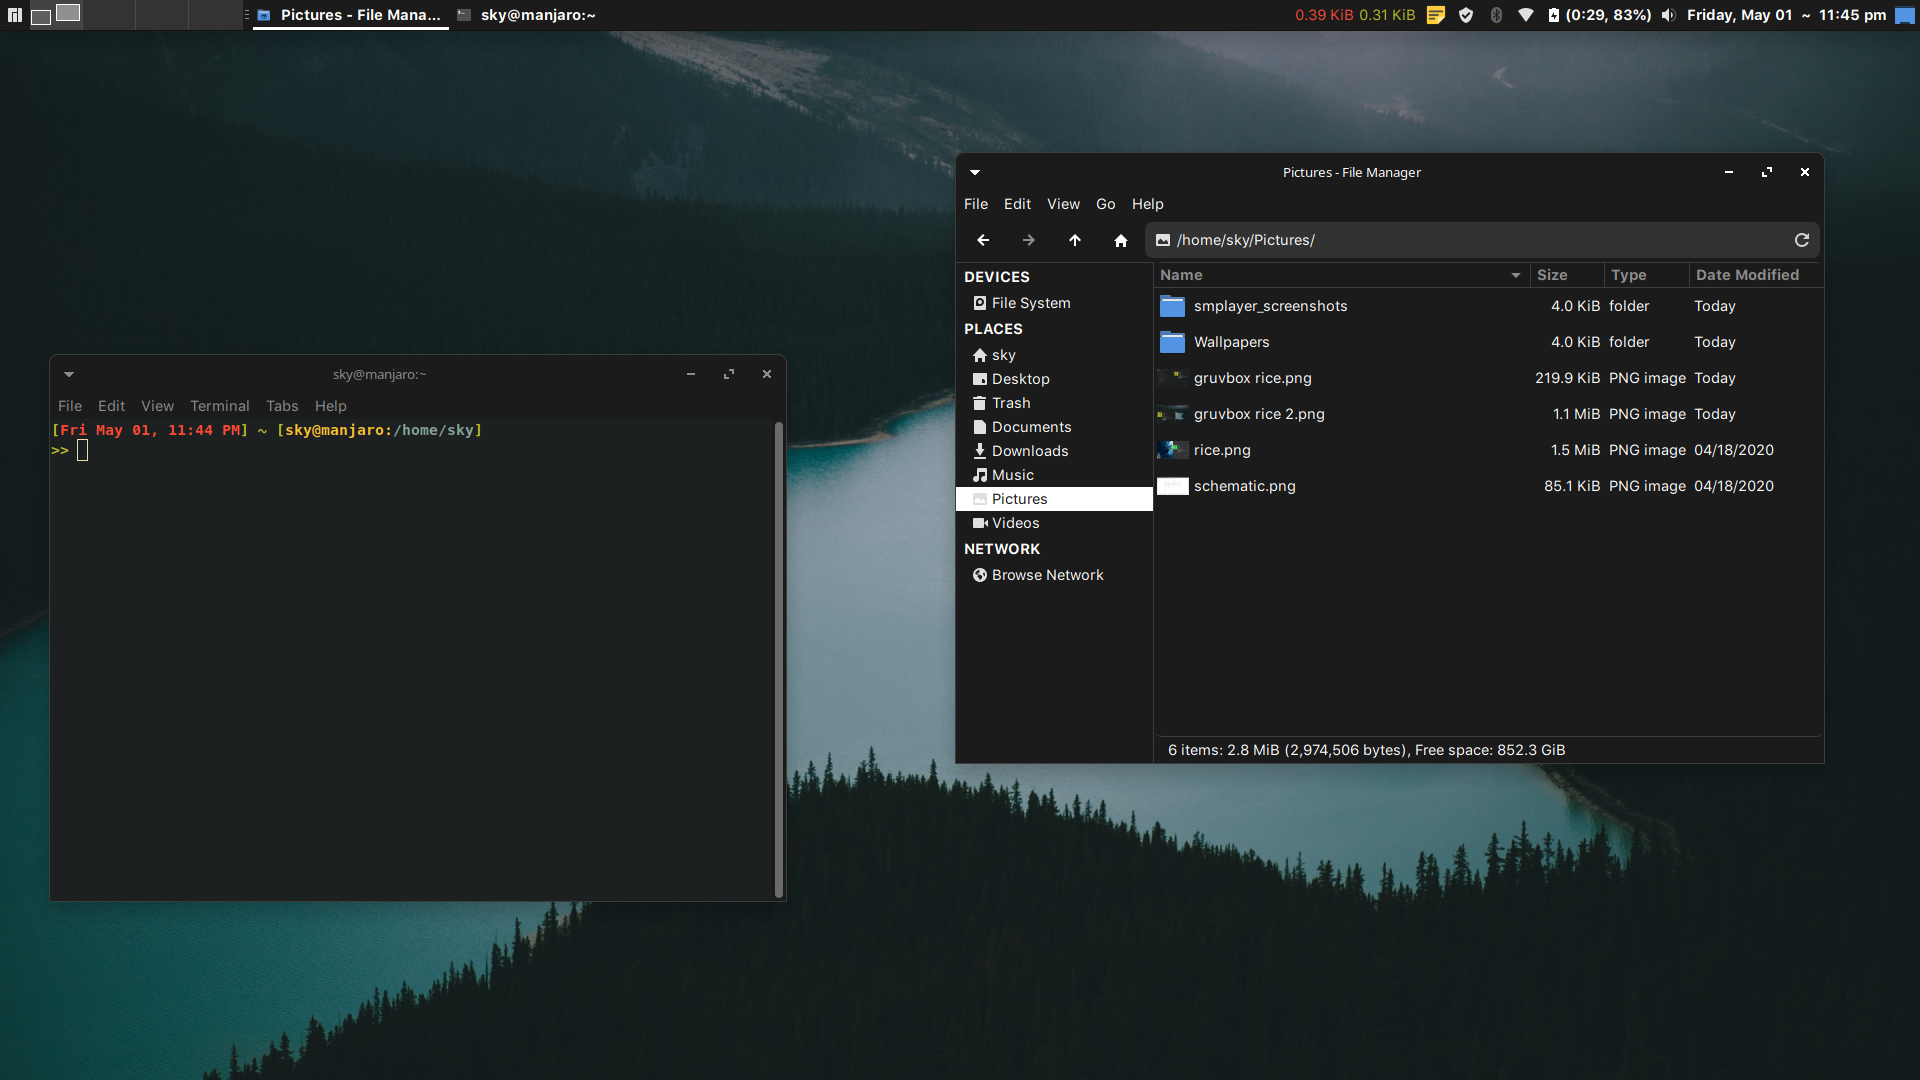 Pictures - File Mana... sky@manjaro:~ 0.39 KiB 0.31 KiB (0:29, 83%) Friday, May 01 ~ 11:45 pm
Pictures - File Manager
File Edit View Go Help
/home/sky/Pictures/
DEVICES
File System
PLACES
sky
Desktop
Trash
Documents
Downloads
Music
Pictures
Videos
NETWORK
Browse Network
Name Size Type Date Modified
smplayer_screenshots 4.0 KiB folder Today
Wallpapers 4.0 KiB folder Today
gruvbox rice.png 219.9 KiB PNG image Today
gruvbox rice 2.png 1.1 MiB PNG image Today
rice.png 1.5 MiB PNG image 04/18/2020
schematic.png 85.1 KiB PNG image 04/18/2020
6 items: 2.8 MiB (2,974,506 bytes), Free space: 852.3 GiB
sky@manjaro:~
File Edit View Terminal Tabs Help
[Fri May 01, 11:44 PM] ~ [sky@manjaro:/home/sky]
>>